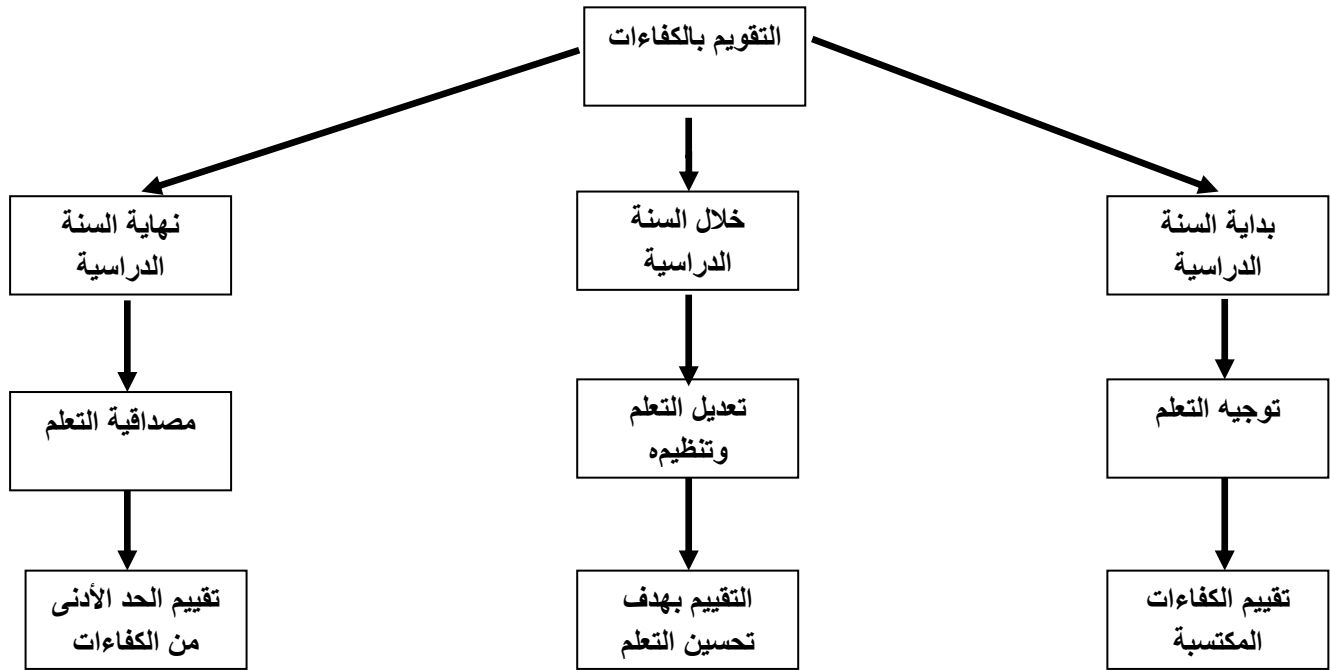 التقويم بالكفاءات
بداية السنة
الدراسية
خلال السنة
الدراسية
نهاية السنة
الدراسية
توجيه التعلم
تعديل التعلم
وتنظيمه
مصداقية التعلم
تقييم الكفاءات
المكتسبة
التقييم بهدف
تحسين التعلم
تقييم الحد الأدنى
من الكفاءات